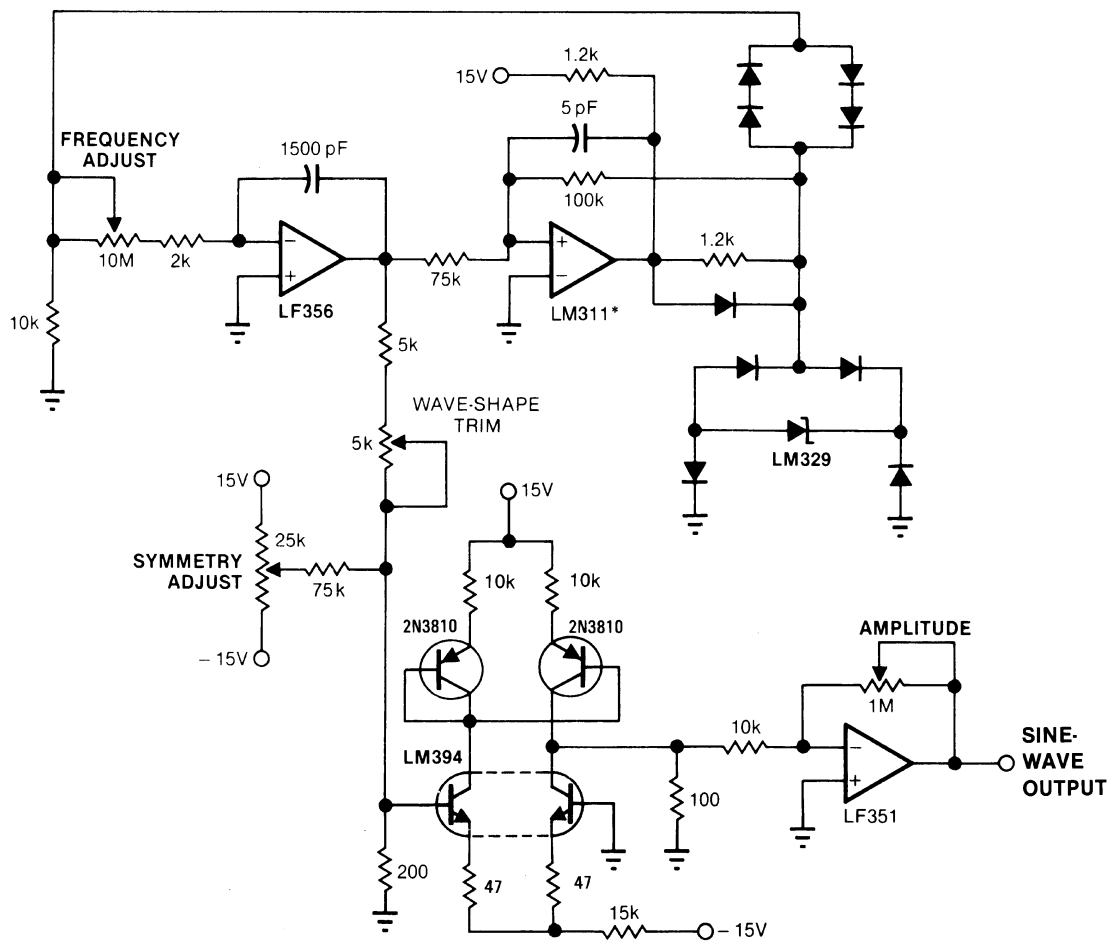 1.2k
15V
5 pF
FREQUENCY
ADJUST
1500 pF
100k
−
+
10M
2k
+
−
75k
1.2k
LF356
LM311*
10k
5k
WAVE-SHAPE
TRIM
5k
LM329
15V
15V
25k
SYMMETRY
ADJUST
75k
10k
10k
2N3810
2N3810
− 15V
AMPLITUDE
1M
10k
LM394
SINE-
WAVE
OUTPUT
−
+
100
LF351
200
47
47
15k
− 15V